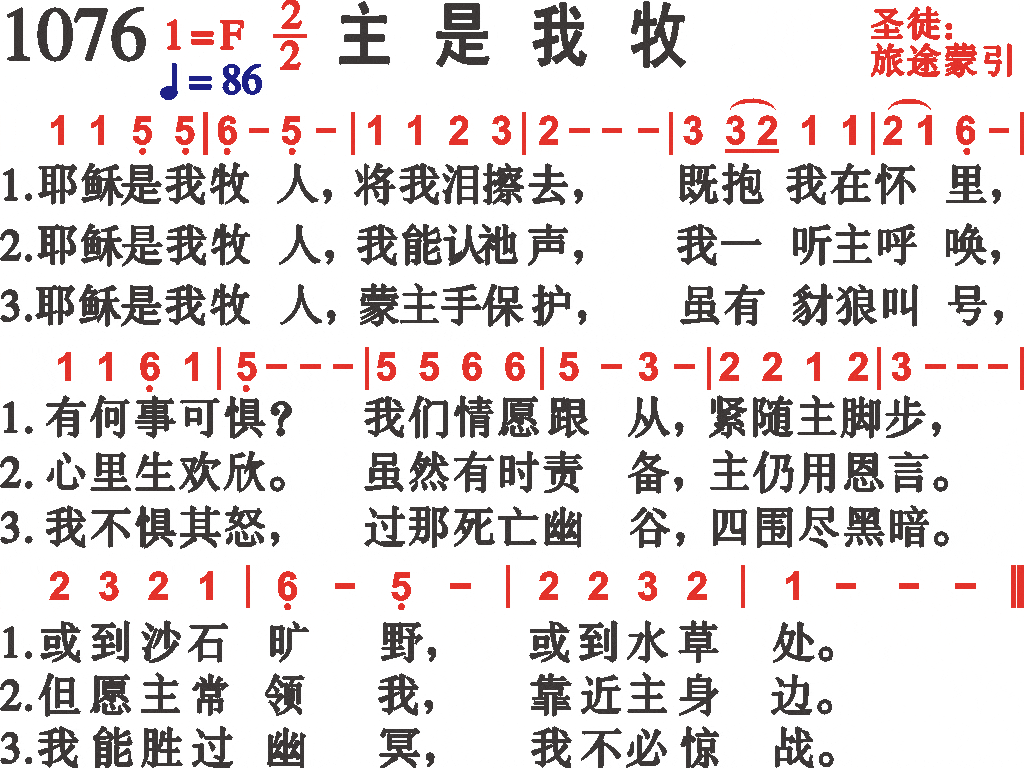 1076 1=F 2/2 主是我牧 圣徒:
♩=86 旅途蒙引
1 1 5̣ 5̣|6̣ - 5̣ -|1 1 2 3|2 - - -|3 3 2 1 1|2 1 6̣ -|
1.耶稣是我牧 人,将我泪擦去, 既抱 我在怀 里,
2.耶稣是我牧 人,我能认祂声, 我一 听主呼 唤,
3.耶稣是我牧 人,蒙主手保护, 虽有 豺狼叫 号,
1 1 6̣ 1|5̣ - - -|5 5 6 6|5 - 3 -|2 2 1 2|3 - - -|
1.有何事可惧? 我们情愿跟 从,紧随主脚步,
2.心里生欢欣。 虽然有时责 备,主仍用恩言。
3.我不惧其怒, 过那死亡幽 谷,四围尽黑暗。
2 3 2 1|6̣ - 5̣ -|2 2 3 2|1 - - -‖
1.或到沙石 旷 野, 或到水草 处。
2.但愿主常 领 我, 靠近主身 边。
3.我能胜过 幽 冥, 我不必惊 战。